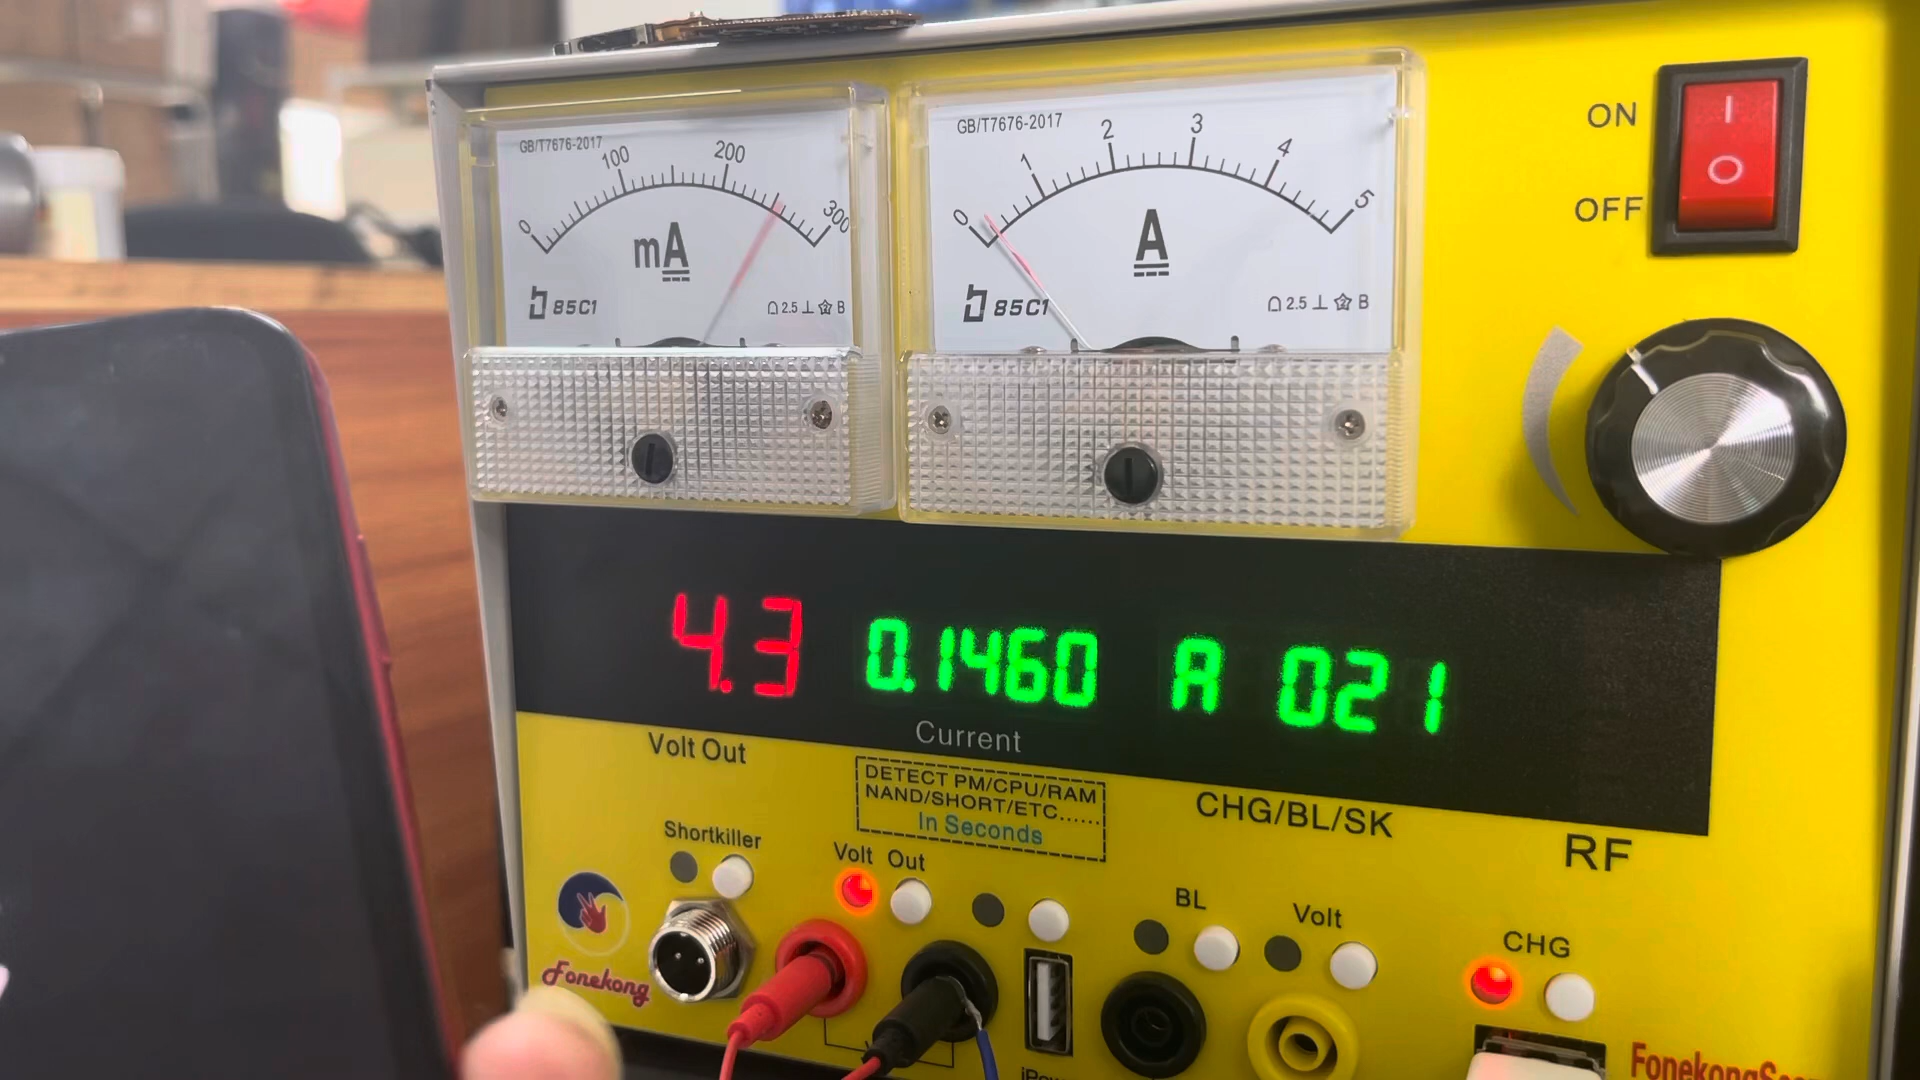 GB/T7676-2017
0 100 200 300
mA
85C1
2.5 B
GB/T7676-2017
0 1 2 3 4 5
A
85C1
2.5 B
ON
OFF
4.3 0.1460 A 021
Current
Volt Out
DETECT PM/CPU/RAM
NAND/SHORT/ETC......
In Seconds
CHG/BL/SK
RF
Shortkiller
Volt Out
BL
Volt
CHG
Fonekong